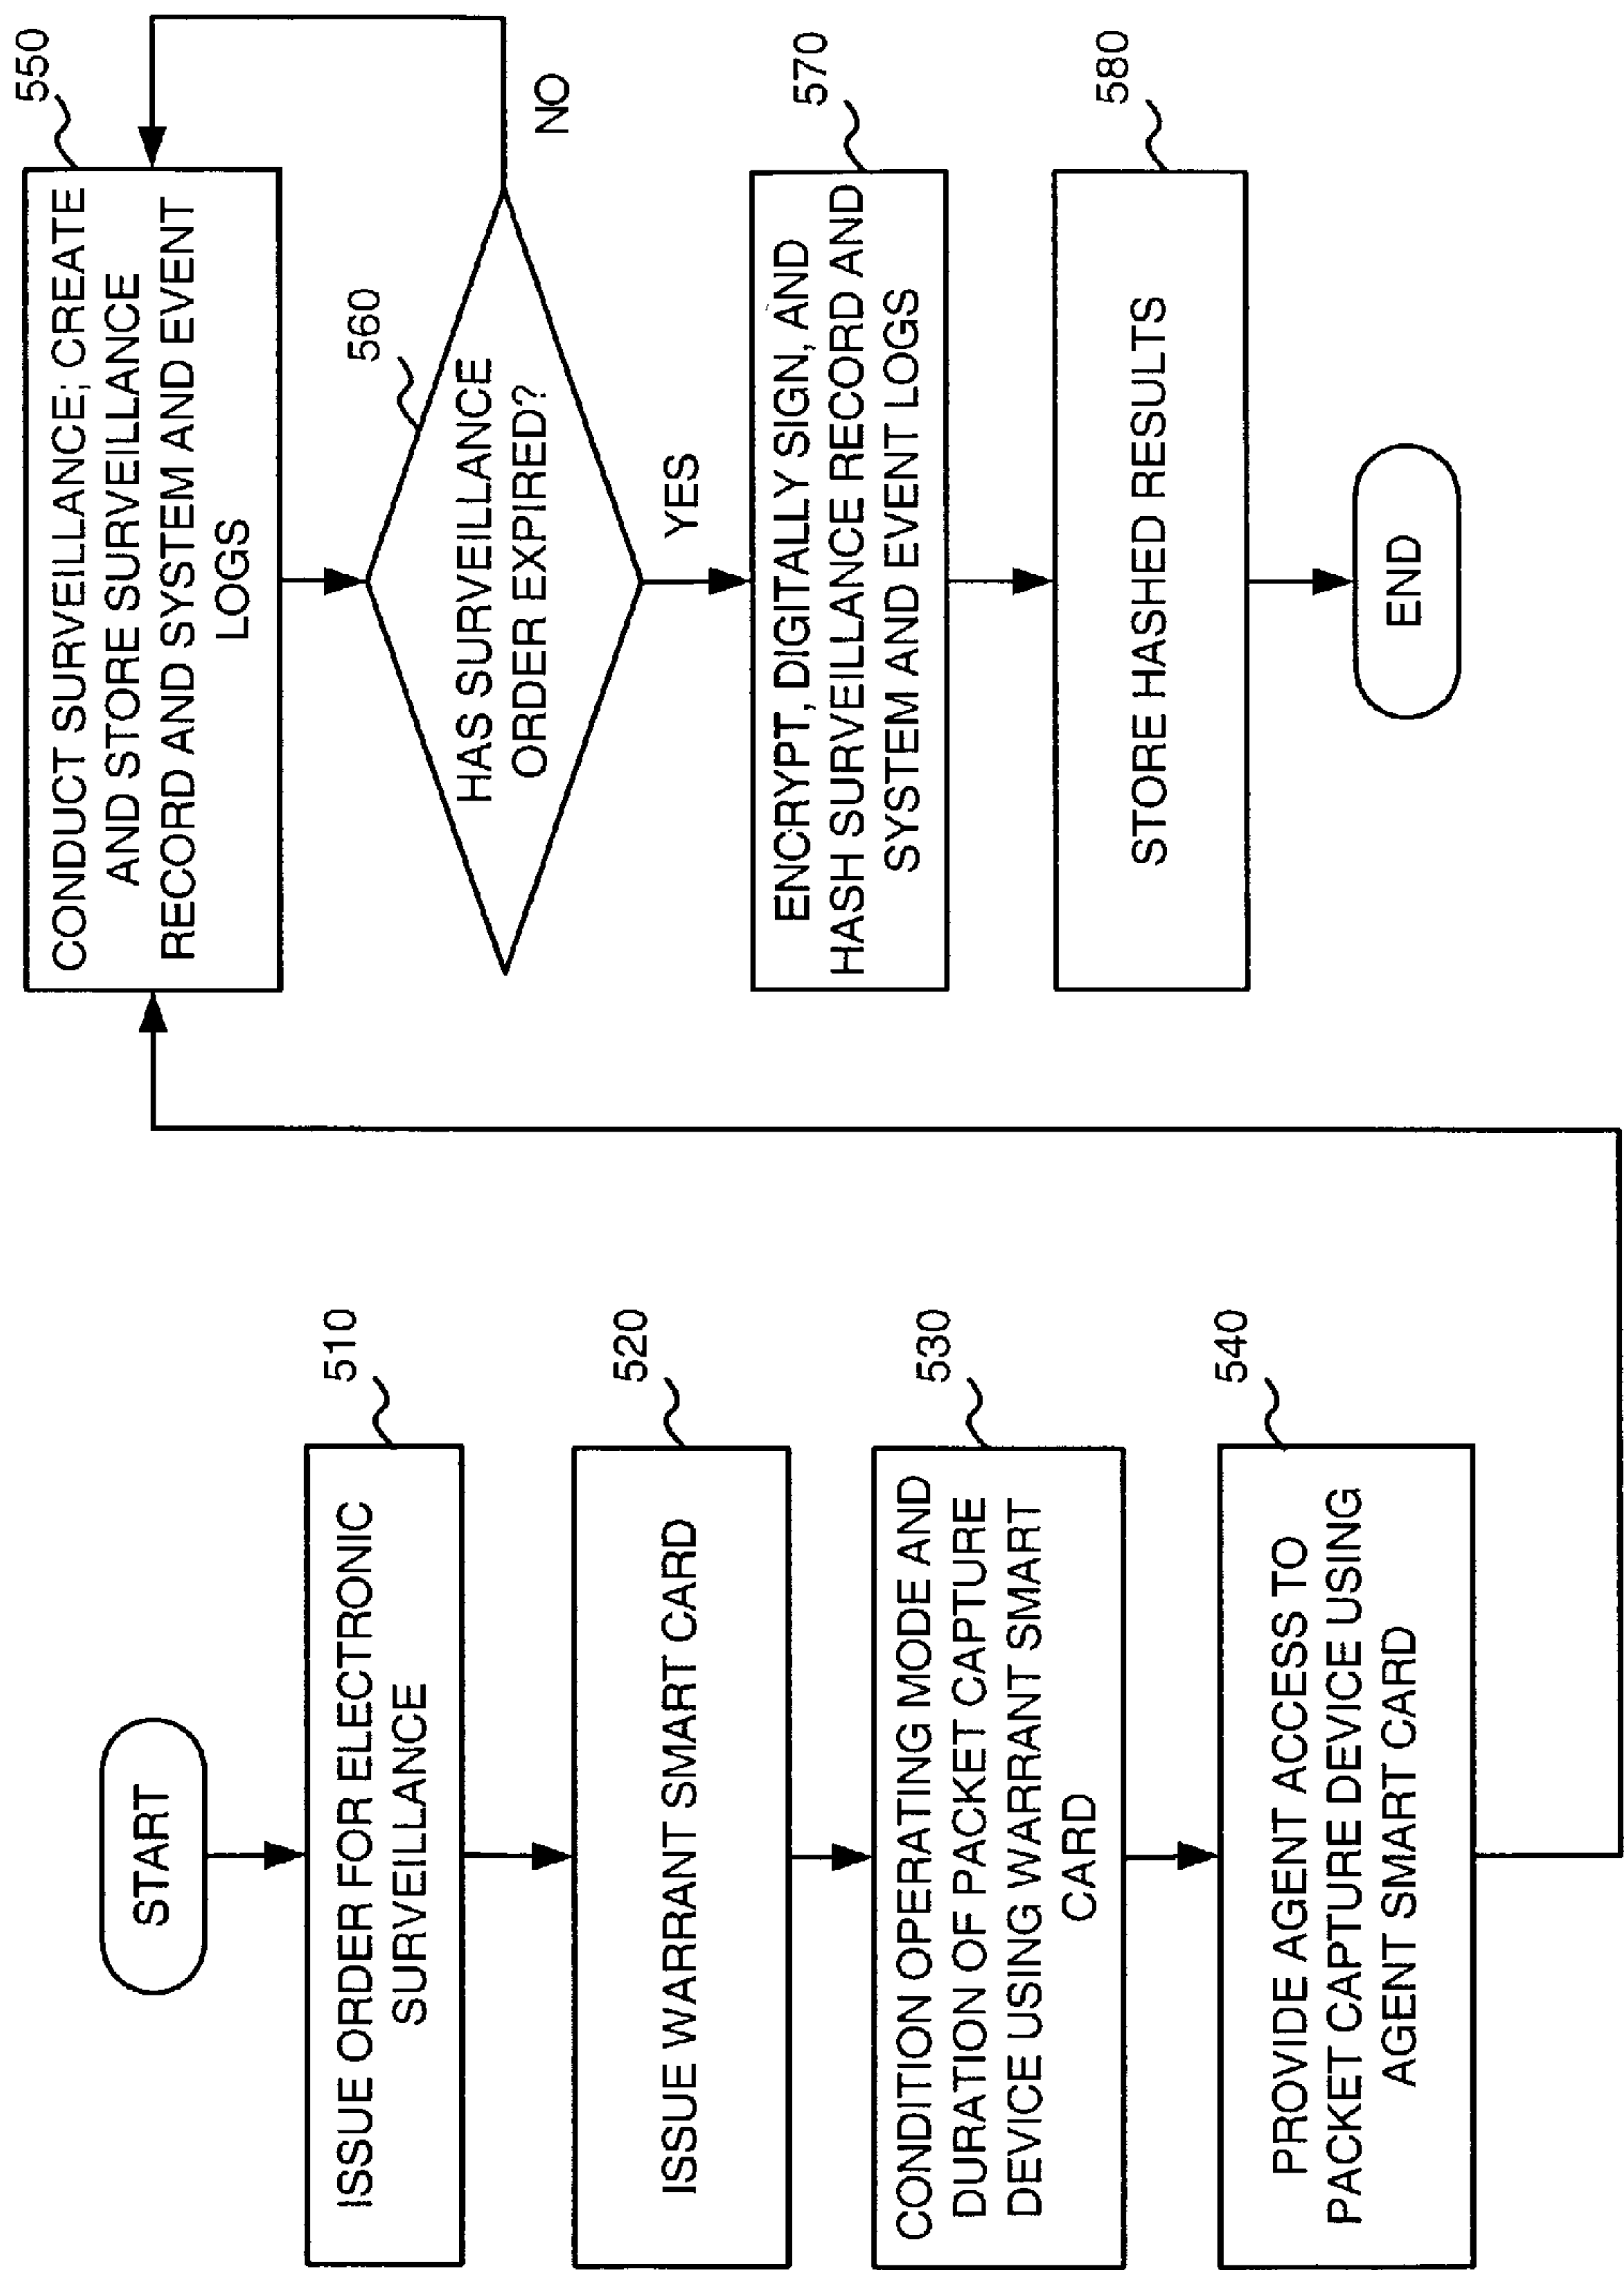 START
510
ISSUE ORDER FOR ELECTRONIC
SURVEILLANCE
520
ISSUE WARRANT SMART CARD
530
CONDITION OPERATING MODE AND
DURATION OF PACKET CAPTURE
DEVICE USING WARRANT SMART
CARD
540
PROVIDE AGENT ACCESS TO
PACKET CAPTURE DEVICE USING
AGENT SMART CARD
550
CONDUCT SURVEILLANCE; CREATE
AND STORE SURVEILLANCE
RECORD AND SYSTEM AND EVENT
LOGS
560
HAS SURVEILLANCE
ORDER EXPIRED?
NO
YES
570
ENCRYPT, DIGITALLY SIGN, AND
HASH SURVEILLANCE RECORD AND
SYSTEM AND EVENT LOGS
580
STORE HASHED RESULTS
END